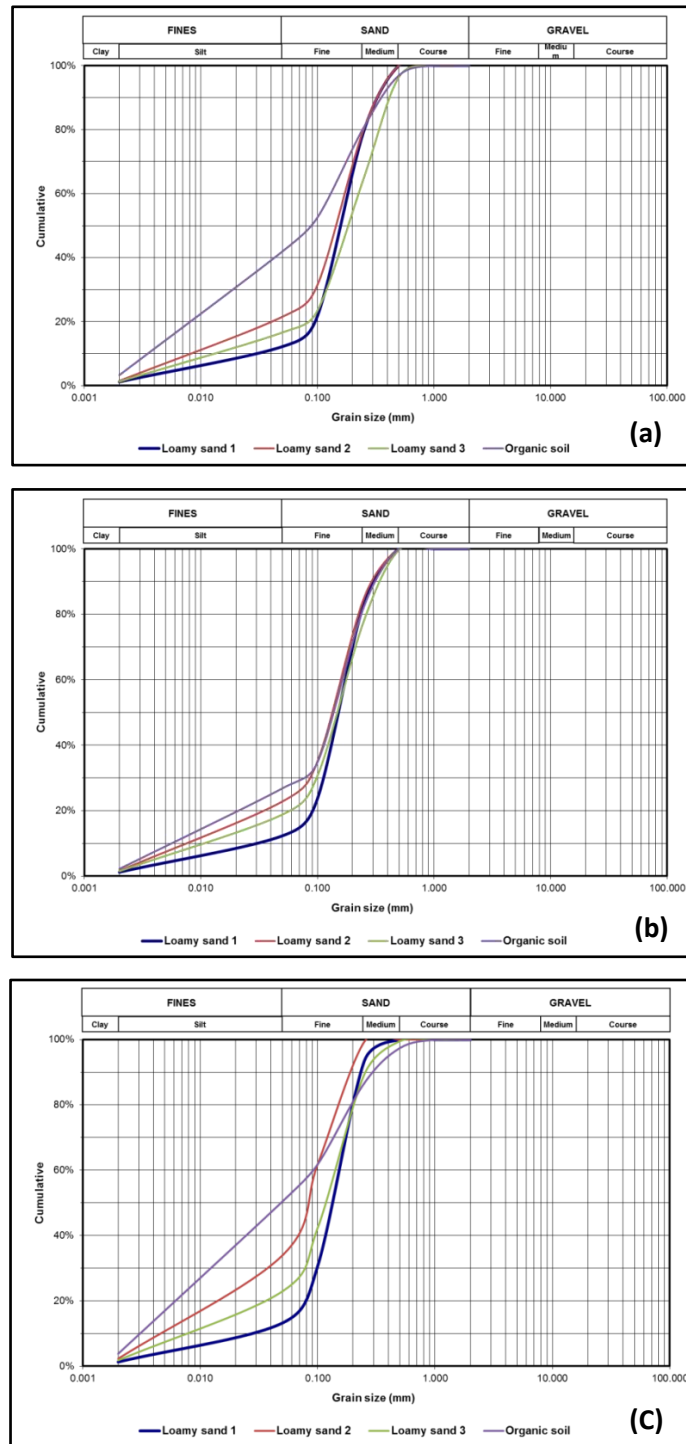 FINES SAND GRAVEL
Clay Silt Fine Medium Course Fine Mediu
m Course
100%
80%
60%
40%
20%
0%
Cumulative
0.001 0.010 0.100 1.000 10.000 100.000
Grain size (mm)
(a)
Loamy sand 1 Loamy sand 2 Loamy sand 3 Organic soil
FINES SAND GRAVEL
Clay Silt Fine Medium Course Fine Medium Course
100%
80%
60%
40%
20%
0%
Cumulative
0.001 0.010 0.100 1.000 10.000 100.000
Grain size (mm)
(b)
Loamy sand 1 Loamy sand 2 Loamy sand 3 Organic soil
FINES SAND GRAVEL
Clay Silt Fine Medium Course Fine Medium Course
100%
80%
60%
40%
20%
0%
Cumulative
0.001 0.010 0.100 1.000 10.000 100.000
Grain size (mm)
Loamy sand 1 Loamy sand 2 Loamy sand 3 Organic soil
(C)